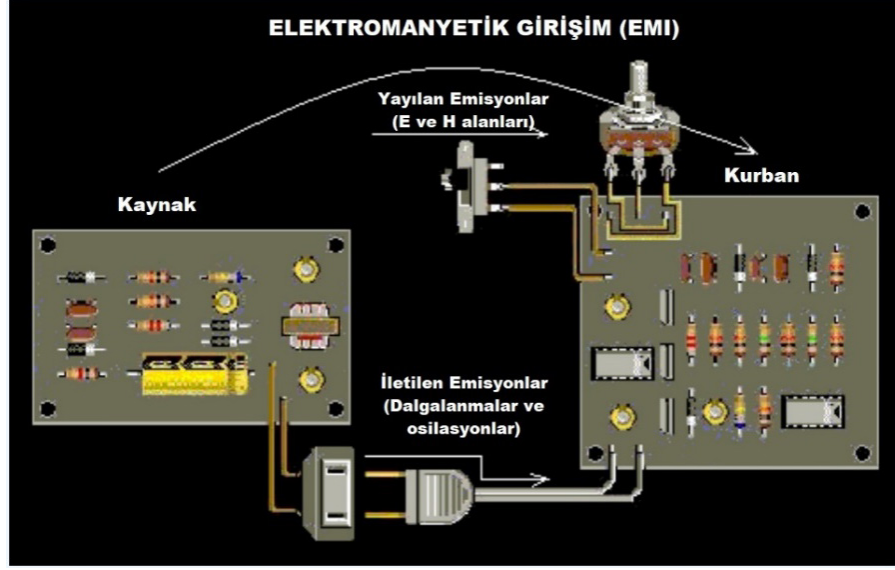 ELEKTROMANYETİK GİRİŞİM (EMI)
Yayılan Emisyonlar
(E ve H alanları)
Kurban
Kaynak
İletilen Emisyonlar
(Dalgalanmalar ve
osilasyonlar)